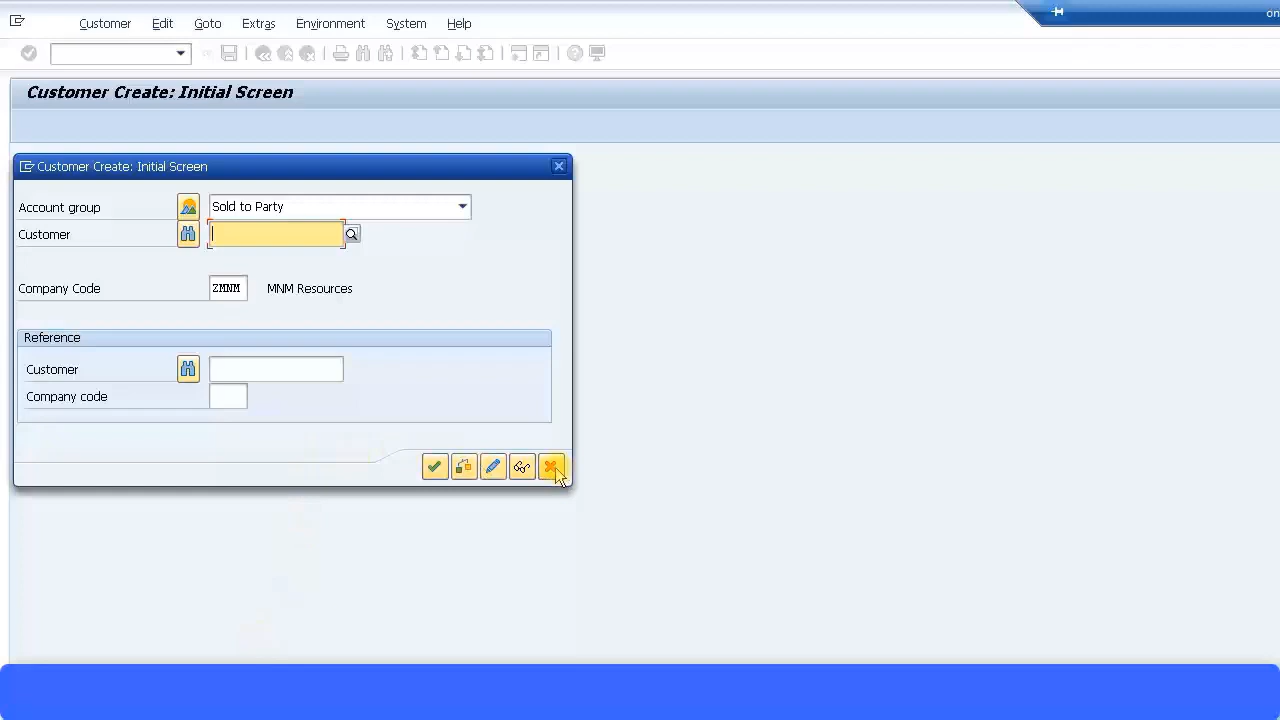 Customer Edit Goto Extras Environment System Help
on
Customer Create: Initial Screen
Customer Create: Initial Screen
Account group Sold to Party
Customer
Company Code ZMNM MNM Resources
Reference
Customer
Company code